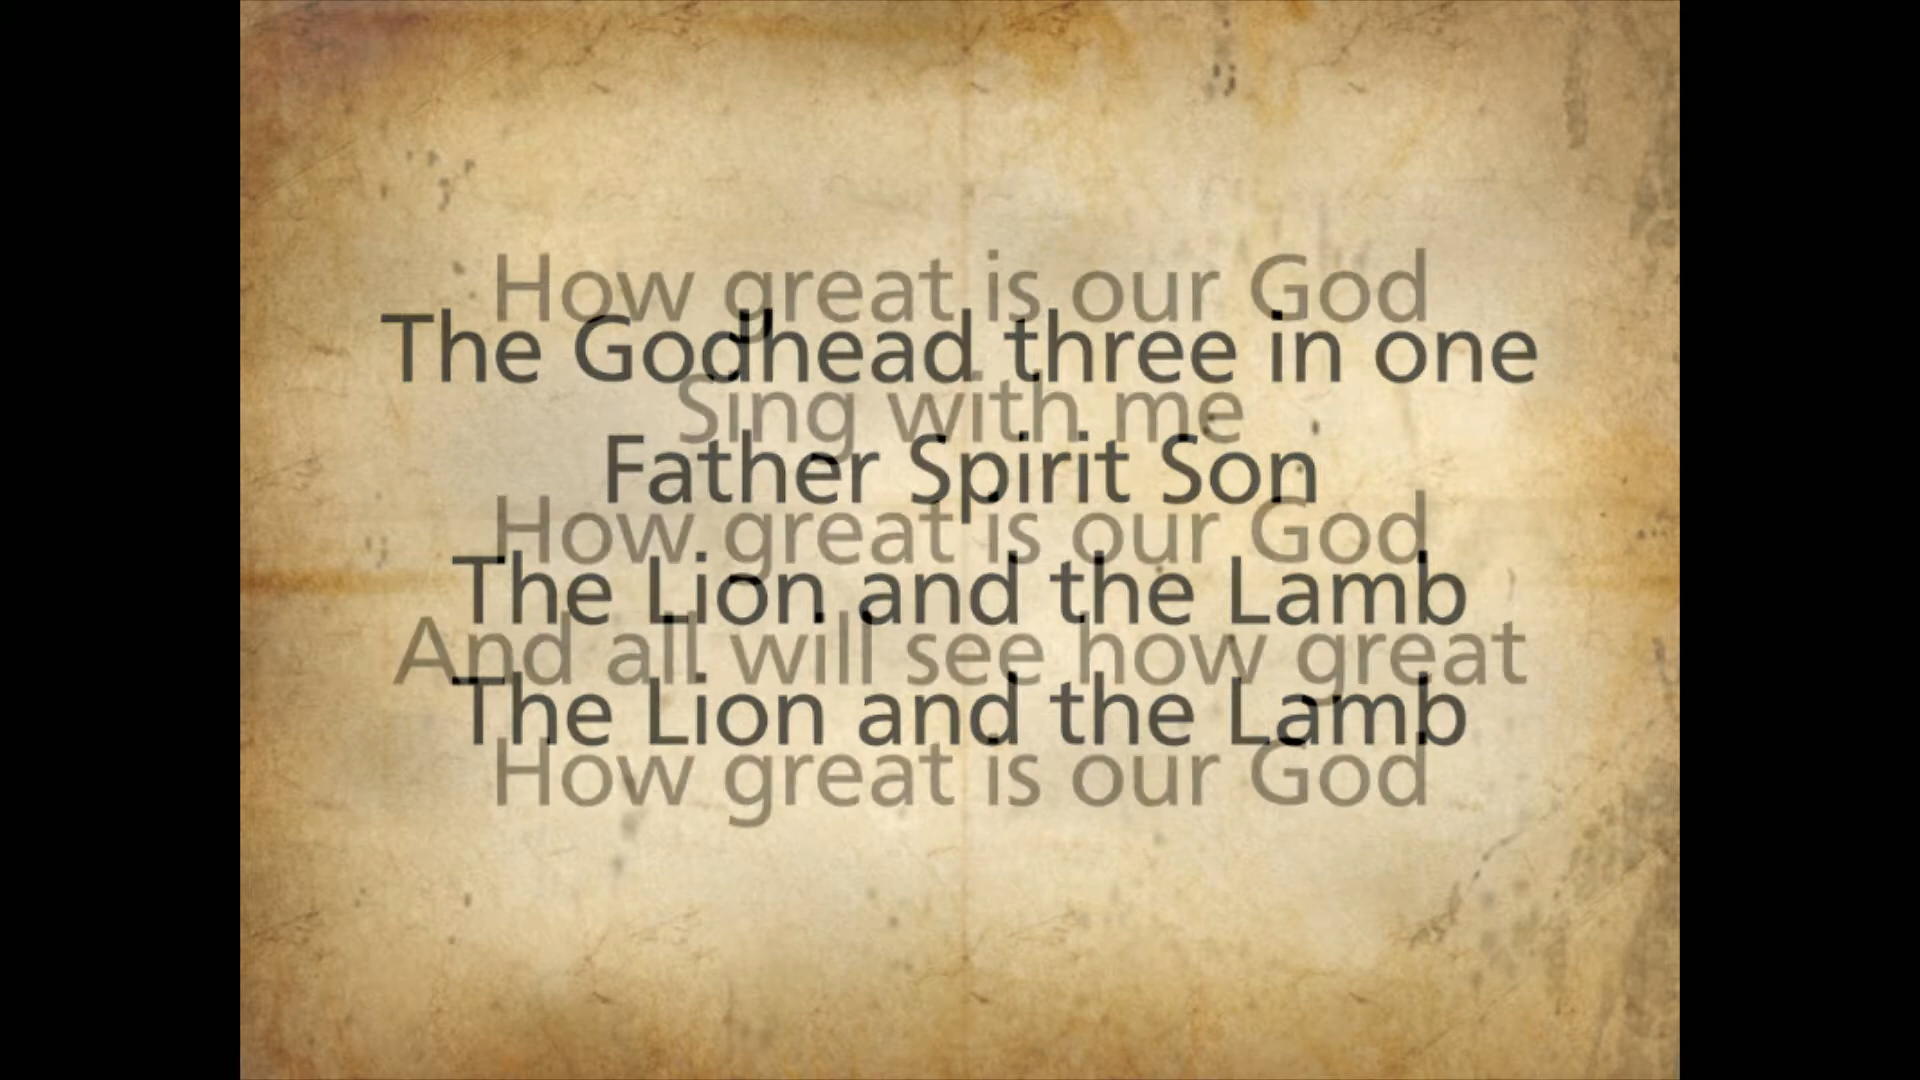 How great is our God
The Godhead three in one
Sing with me
Father Spirit Son
How great is our God
The Lion and the Lamb
And all will see how great
The Lion and the Lamb
How great is our God